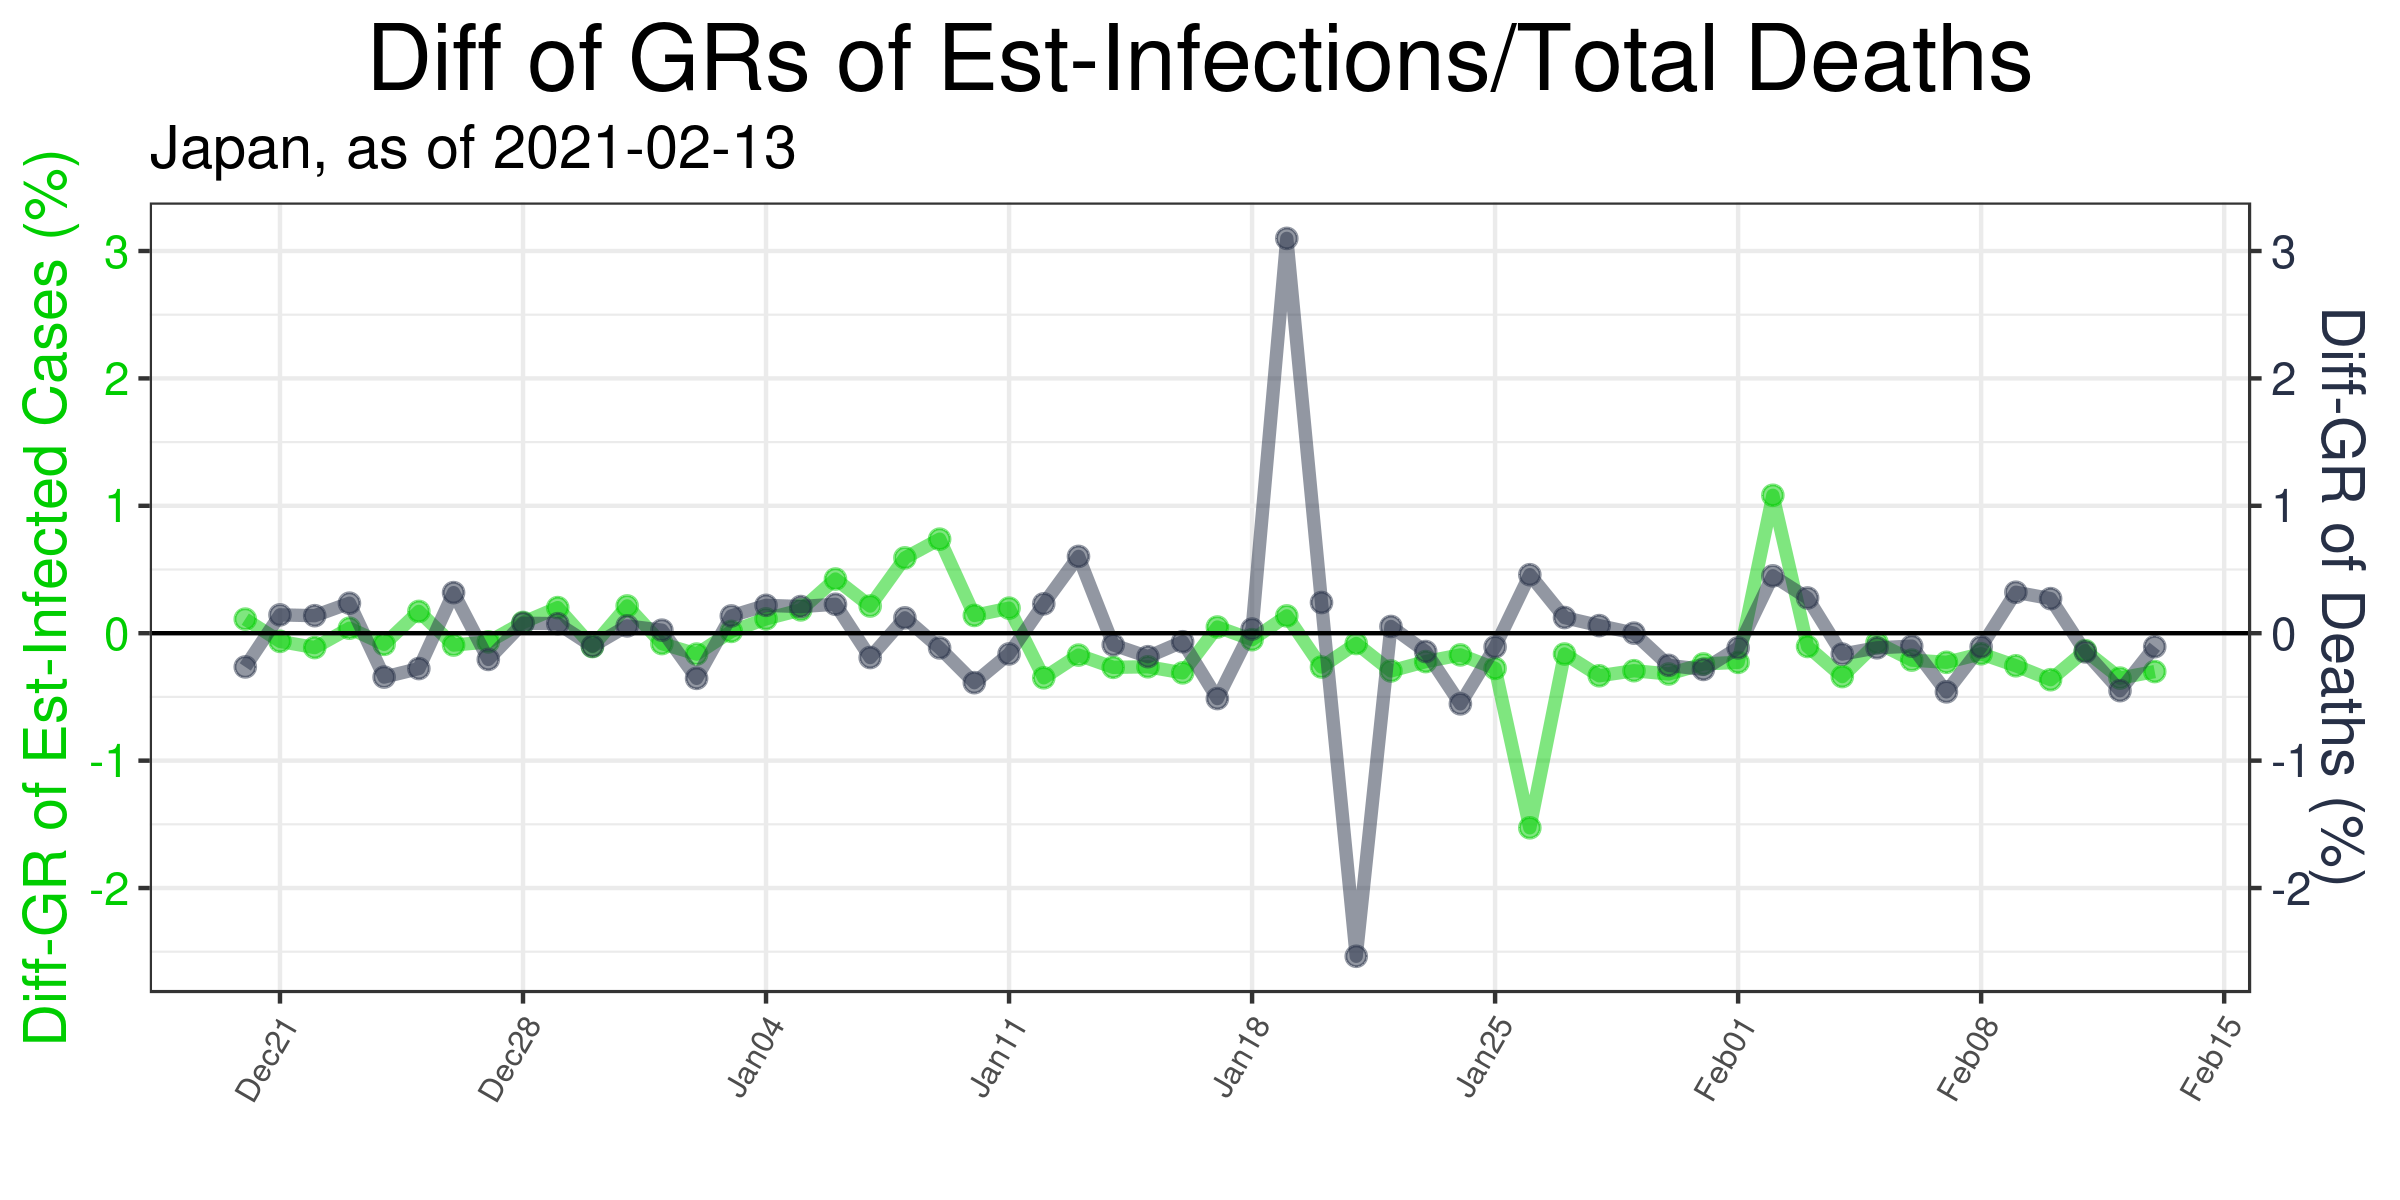 Diff of GRs of Est-Infections/Total Deaths
Japan, as of 2021-02-13
Diff-GR of Est-Infected Cases (%)
3
2
1
0
-1
-2
3
2
1
0
-1
-2
Diff-GR of Deaths (%)
Dec21
Dec28
Jan04
Jan11
Jan18
Jan25
Feb01
Feb08
Feb15